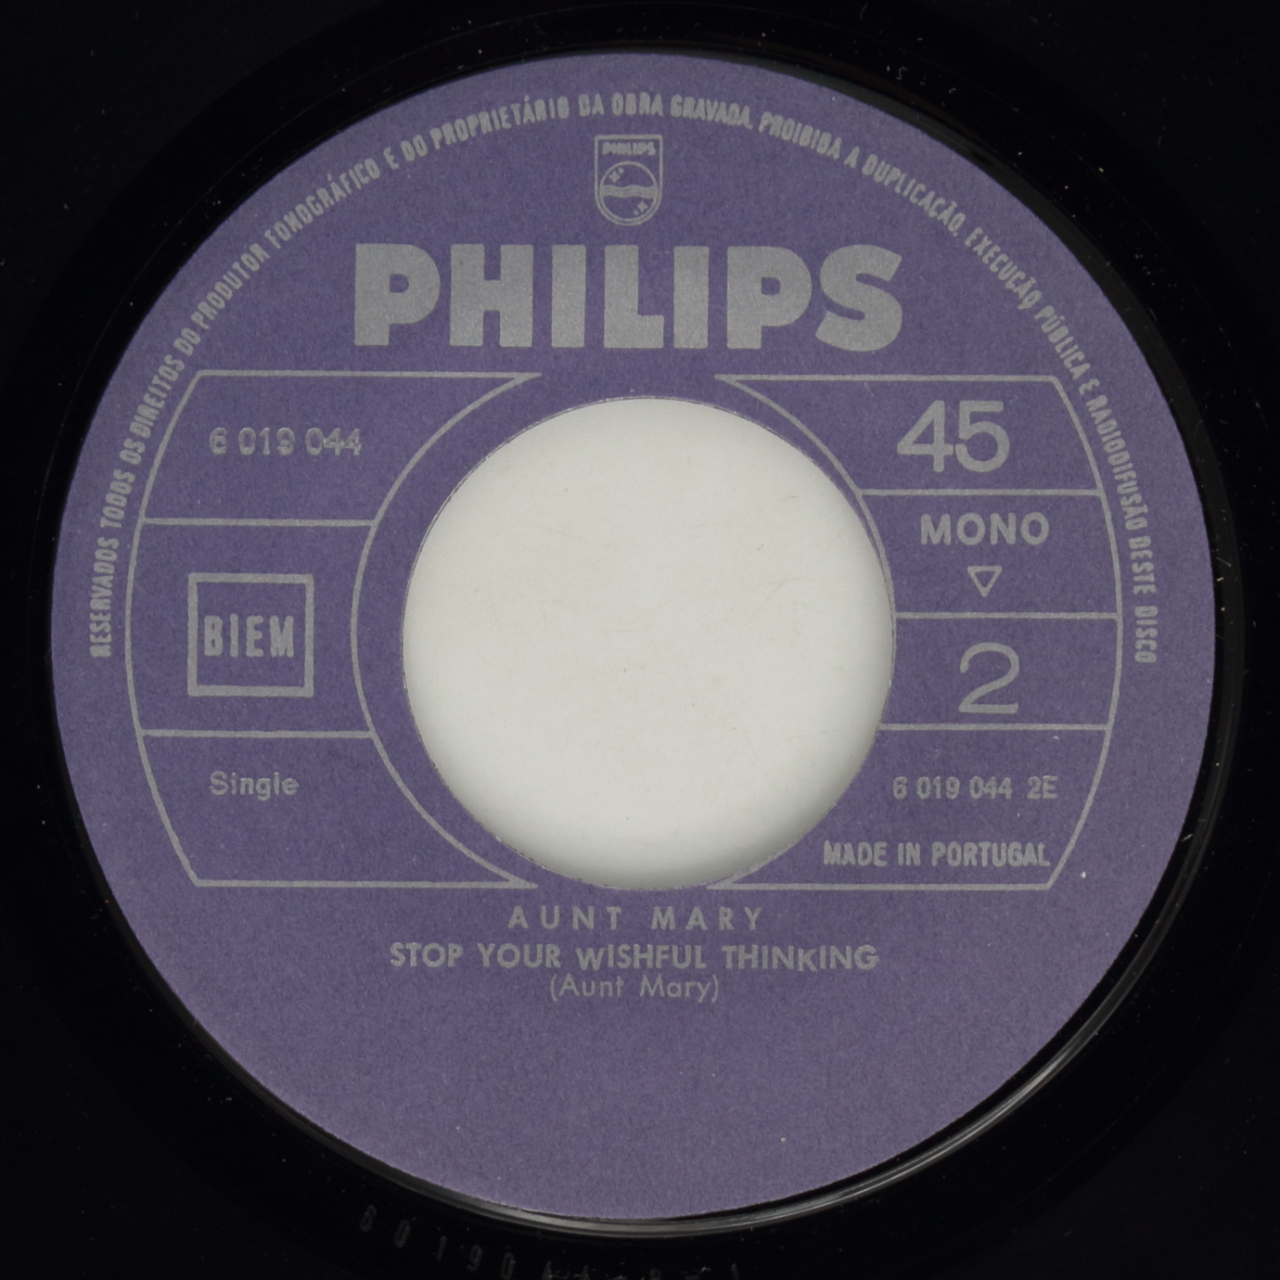 RESERVADOS TODOS OS DIREITOS DO PRODUTOR FONOGRÁFICO E DO PROPRIETÁRIO DA OBRA GRAVADA. PROIBIDA A DUPLICAÇÃO, EXECUÇÃO PÚBLICA E RADIODIFUSÃO DESTE DISCO
PHILIPS
PHILIPS
6 019 044
BIEM
Single
45
MONO
2
6 019 044 2E
MADE IN PORTUGAL
AUNT MARY
STOP YOUR WISHFUL THINKING
(Aunt Mary)